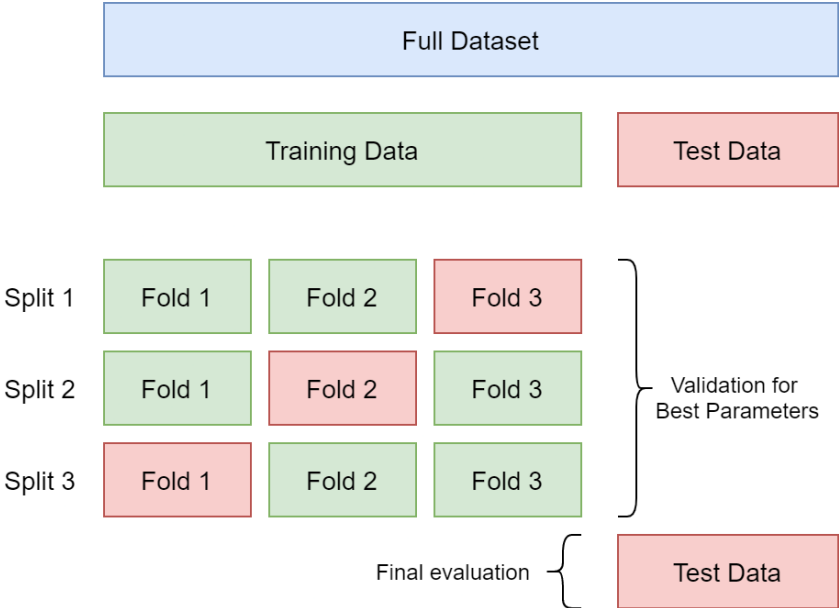 Full Dataset
Training Data
Test Data
Split 1
Fold 1
Fold 2
Fold 3
Split 2
Fold 1
Fold 2
Fold 3
Validation for
Best Parameters
Split 3
Fold 1
Fold 2
Fold 3
Final evaluation
Test Data